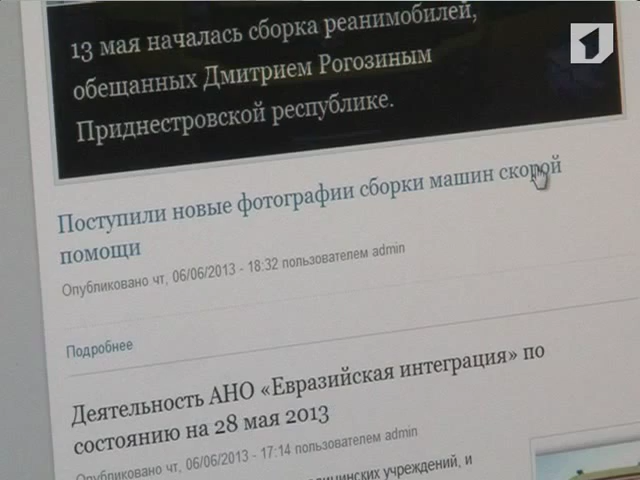 13 мая началась сборка реанимобилей,
обещанных Дмитрием Рогозиным
Приднестровской республике.
1
Поступили новые фотографии сборки машин скорой
помощи
Опубликовано чт, 06/06/2013 - 18:32 пользователем admin
Подробнее
Деятельность АНО «Евразийская интеграция» по
состоянию на 28 мая 2013
Опубликовано чт, 06/06/2013 - 17:14 пользователем admin
учреждений, и